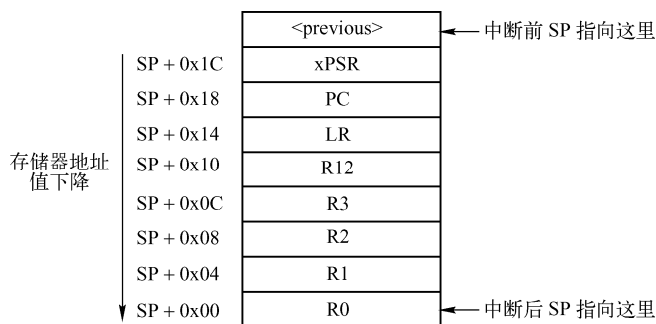 <previous>
中断前 SP 指向这里
SP + 0x1C
xPSR
SP + 0x18
PC
SP + 0x14
LR
存储器地址
值下降
SP + 0x10
R12
SP + 0x0C
R3
SP + 0x08
R2
SP + 0x04
R1
SP + 0x00
R0
中断后 SP 指向这里